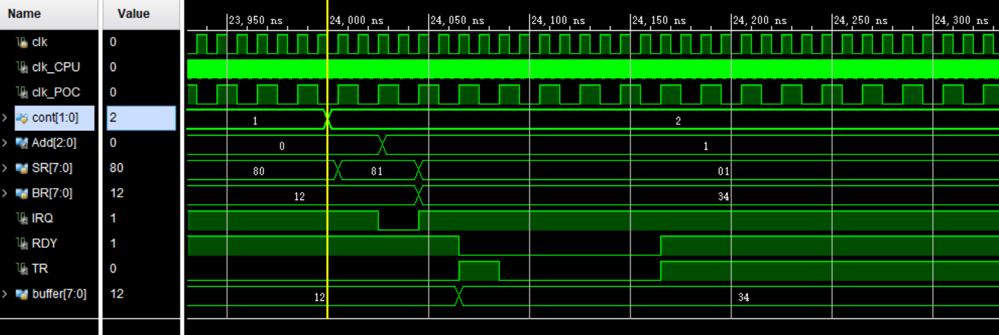 Name Value
23,950 ns 24,000 ns 24,050 ns 24,100 ns 24,150 ns 24,200 ns 24,250 ns 24,300 ns
clk 0
clk_CPU 0
clk_POC 0
cont[1:0] 2 1 2
Add[2:0] 0 0 1
SR[7:0] 80 80 81 01
BR[7:0] 12 12 34
IRQ 1
RDY 1
TR 0
buffer[7:0] 12 12 34